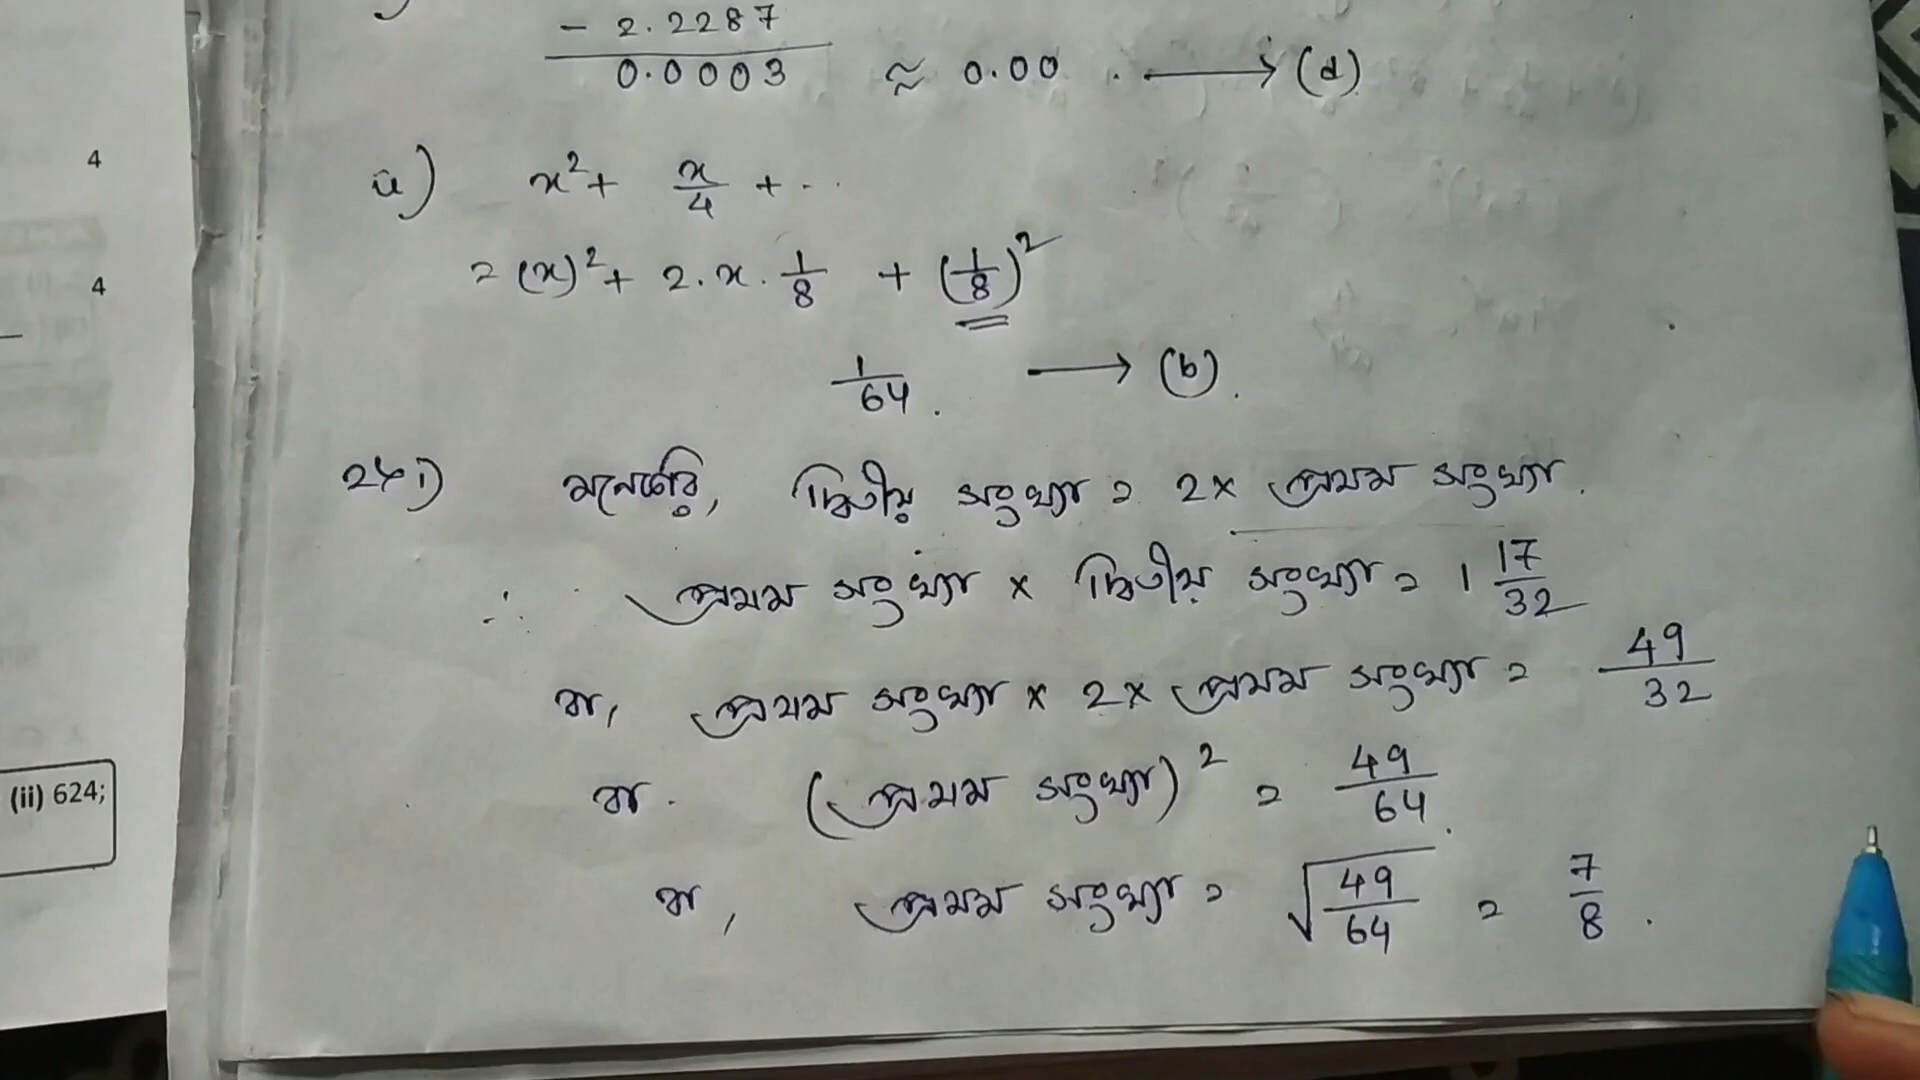 - 2.2287
0.0003 ≈ 0.00 . → (d)
4
ii) x² + x/4 + ..
= (x)² + 2.x. 1/8 + (1/8)²
4
1/64. → (b).
i) মনেকরি, দ্বিতীয় সংখ্যা = 2× প্রথম সংখ্যা.
∴ প্রথম সংখ্যা × দ্বিতীয় সংখ্যা = 1 17/32
বা, প্রথম সংখ্যা × 2× প্রথম সংখ্যা = 49/32
(ii) 624;
বা. (প্রথম সংখ্যা)² = 49/64.
বা, প্রথম সংখ্যা = √49/64 = 7/8.